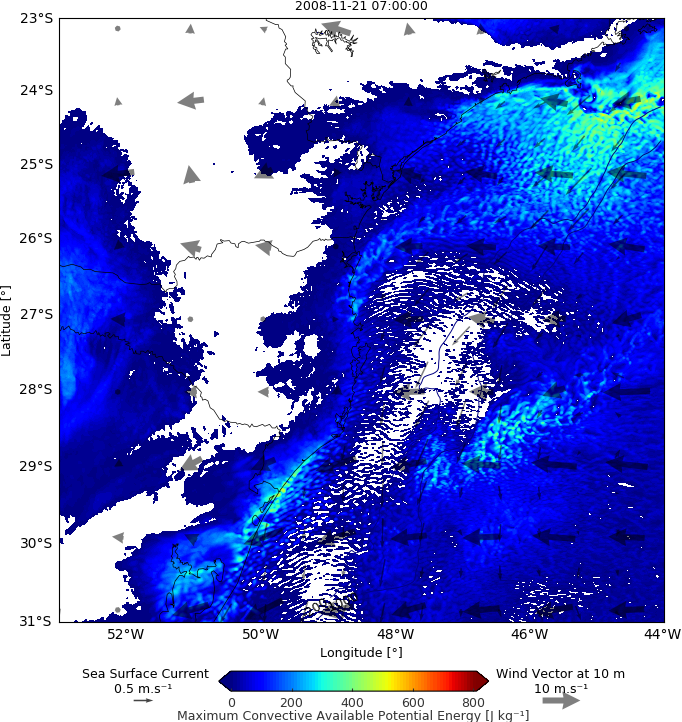 2008-11-21 07:00:00
23°S
24°S
25°S
26°S
27°S
28°S
29°S
30°S
31°S
Latitude [°]
52°W 50°W 48°W 46°W 44°W
Longitude [°]
Sea Surface Current
0.5 m.s⁻¹
Wind Vector at 10 m
10 m.s⁻¹
0 200 400 600 800
Maximum Convective Available Potential Energy [J kg⁻¹]